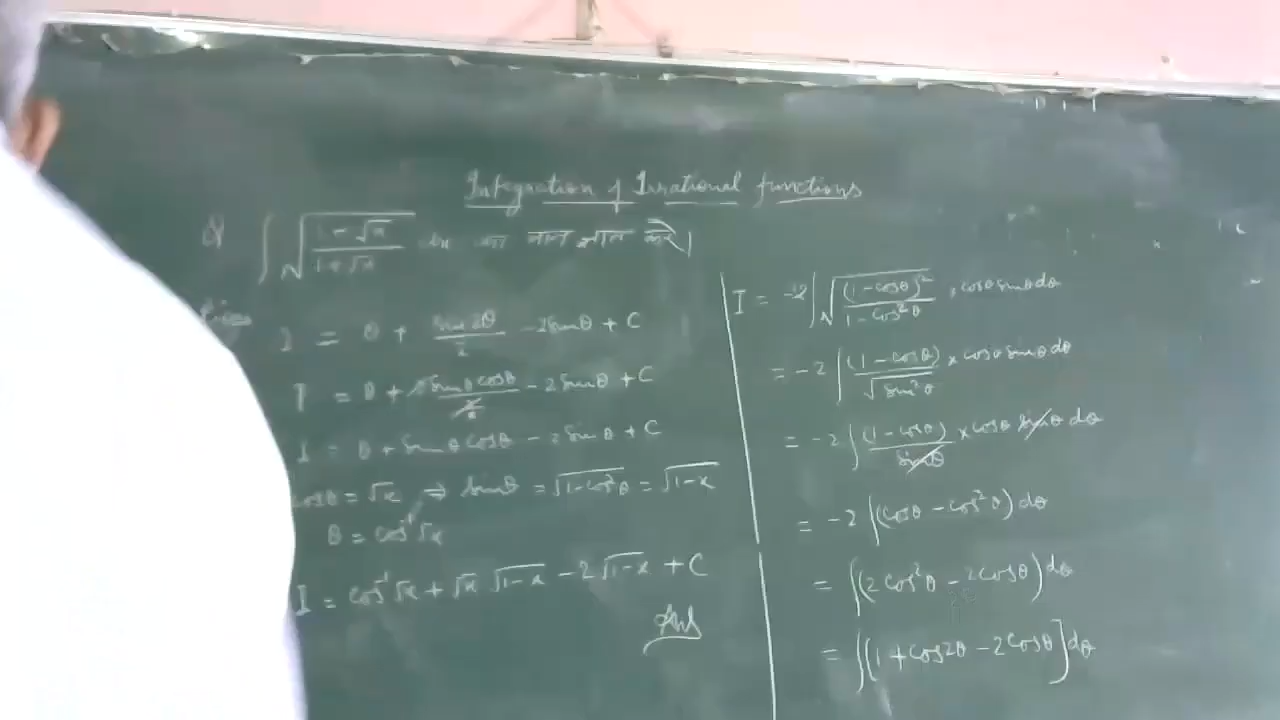 Integration of Irrational functions
Q ∫ √((1-√x)/(1+√x)) dx का मान ज्ञात करें।
I = θ + sin2θ/2 - 2sinθ + C
I = θ + 2sinθcosθ/2 - 2sinθ + C
I = θ + sinθcosθ - 2sinθ + C
cosθ = √x ⇒ sinθ = √(1-cos²θ) = √(1-x)
θ = cos⁻¹√x
I = cos⁻¹√x + √x √(1-x) - 2√(1-x) + C
Ans
I = -2∫√((1-cosθ)²/(1-cos²θ)) . cosθ sinθ dθ
= -2∫(1-cosθ)/√(sin²θ) × cosθ sinθ dθ
= -2∫(1-cosθ)/sinθ × cosθ sinθ dθ
= -2∫(cosθ - cos²θ) dθ
= ∫(2cos²θ - 2cosθ) dθ
= ∫(1 + cos2θ - 2cosθ] dθ